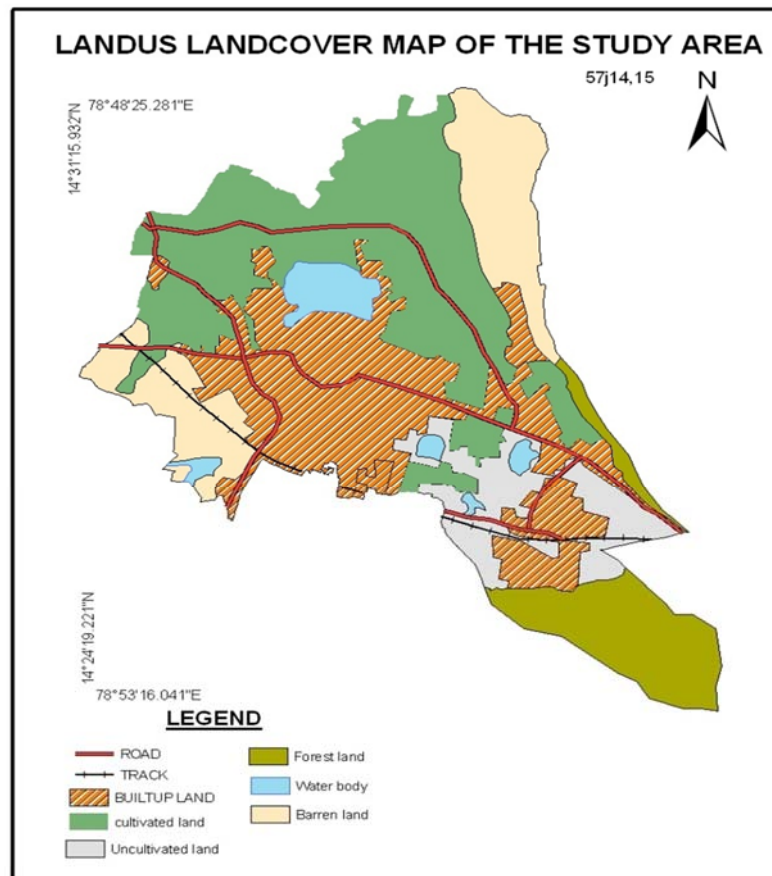 LANDUS LANDCOVER MAP OF THE STUDY AREA
57j14,15
N
78°48'25.281"E
14°31'15.932"N
14°24'19.221"N
78°53'16.041"E
LEGEND
ROAD
TRACK
BUILTUP LAND
cultivated land
Uncultivated land
Forest land
Water body
Barren land